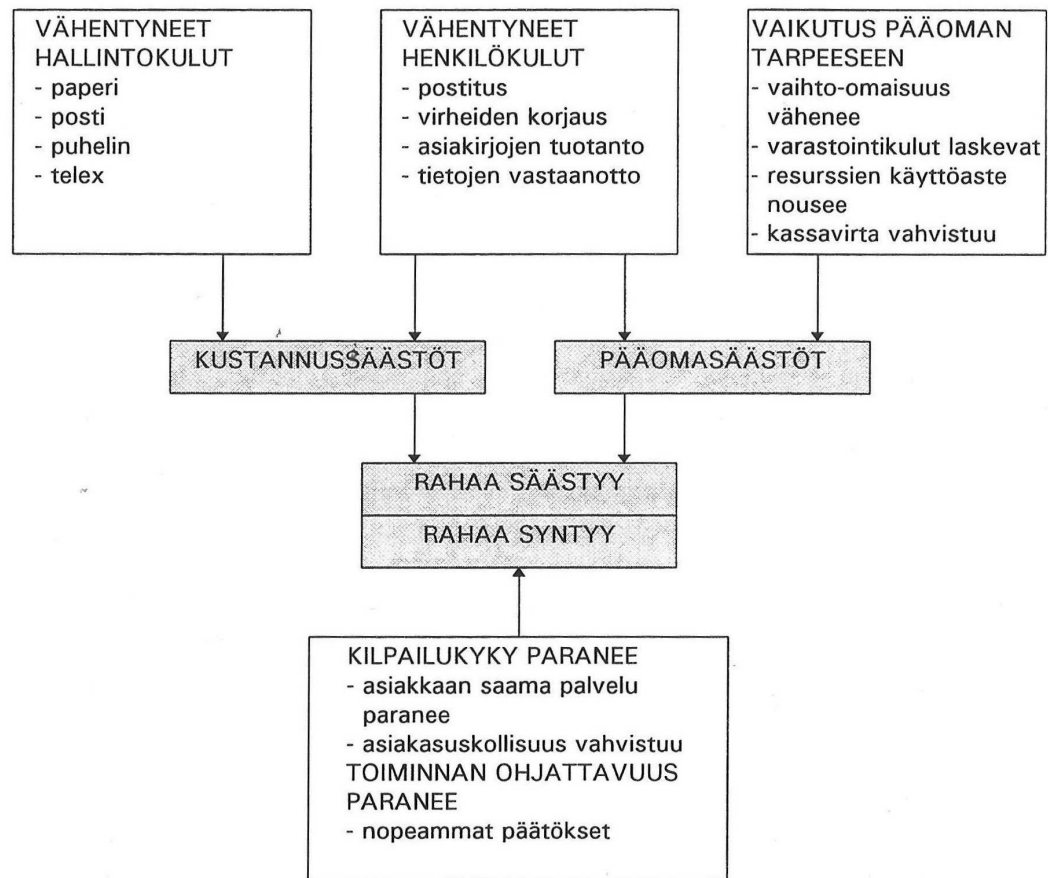 VÄHENTYNEET
HALLINTOKULUT
- paperi
- posti
- puhelin
- telex
VÄHENTYNEET
HENKILÖKULUT
- postitus
- virheiden korjaus
- asiakirjojen tuotanto
- tietojen vastaanotto
VAIKUTUS PÄÄOMAN
TARPEESEEN
- vaihto-omaisuus
vähenee
- varastointikulut laskevat
- resurssien käyttöaste
nousee
- kassavirta vahvistuu
KUSTANNUSSÄÄSTÖT
PÄÄOMASÄÄSTÖT
RAHAA SÄÄSTYY
RAHAA SYNTYY
KILPAILUKYKY PARANEE
- asiakkaan saama palvelu
paranee
- asiakasuskollisuus vahvistuu
TOIMINNAN OHJATTAVUUS
PARANEE
- nopeammat päätökset